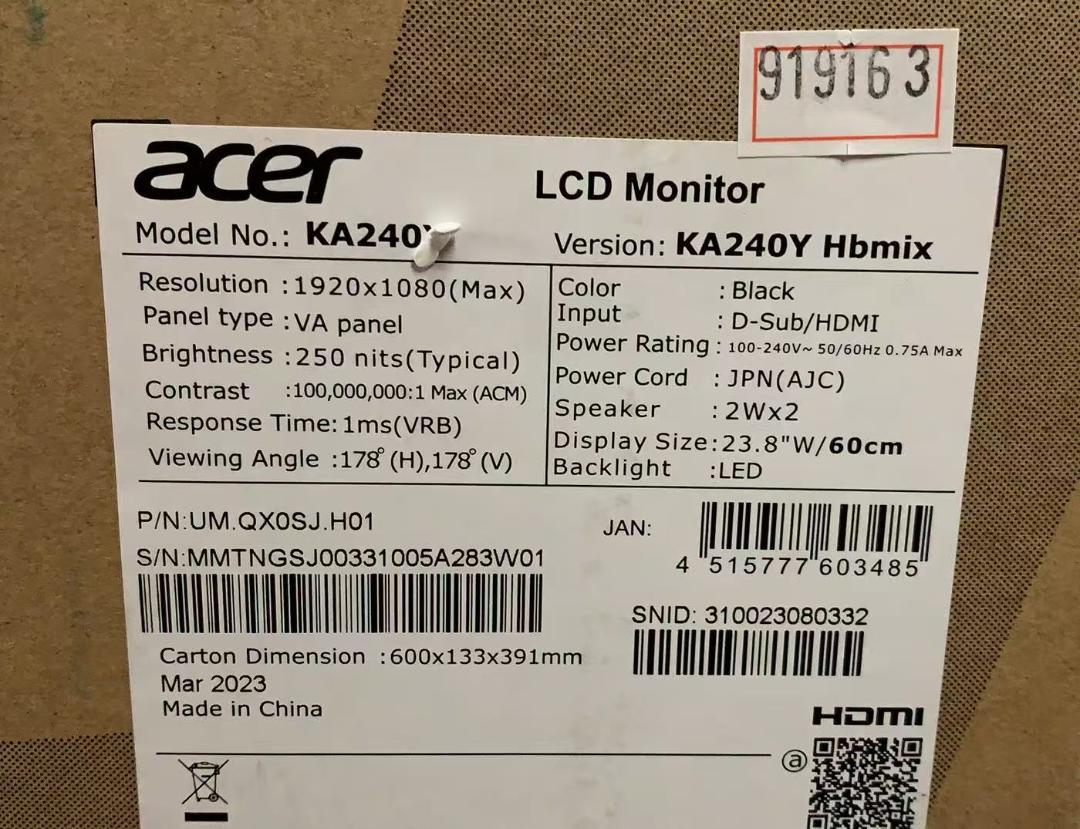 919163
acer
LCD Monitor
Model No.: KA240Y
Version: KA240Y Hbmix
Resolution :1920x1080(Max)
Panel type :VA panel
Brightness :250 nits(Typical)
Contrast :100,000,000:1 Max (ACM)
Response Time:1ms(VRB)
Viewing Angle :178°(H),178°(V)
Color :Black
Input :D-Sub/HDMI
Power Rating :100-240V~ 50/60Hz 0.75A Max
Power Cord :JPN(AJC)
Speaker :2Wx2
Display Size:23.8"W/60cm
Backlight :LED
P/N:UM.QX0SJ.H01
S/N:MMTNGSJ00331005A283W01
JAN:
4 515777 603485
SNID: 310023080332
Carton Dimension :600x133x391mm
Mar 2023
Made in China
HDMI
a